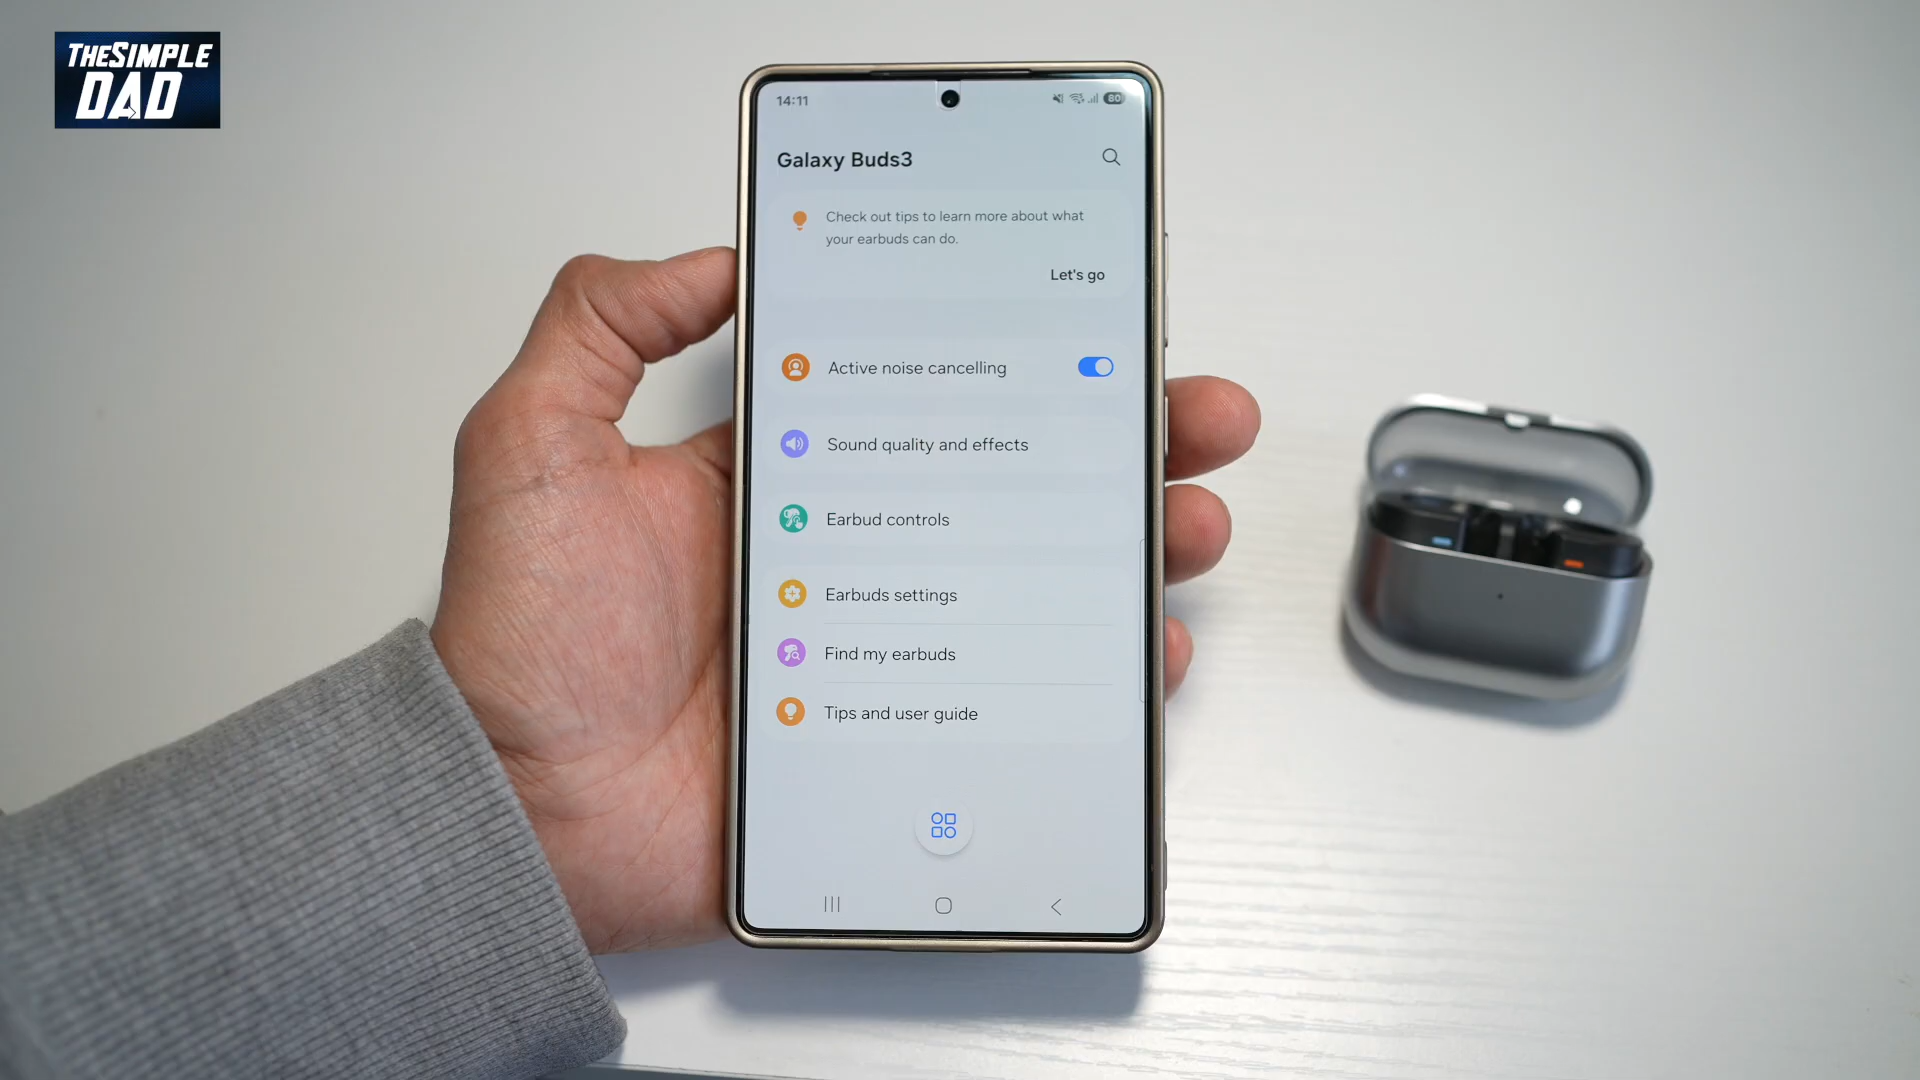 THESIMPLE
DAD
14:11
80
Galaxy Buds3
Check out tips to learn more about what
your earbuds can do.
Let's go
Active noise cancelling
Sound quality and effects
Earbud controls
Earbuds settings
Find my earbuds
Tips and user guide